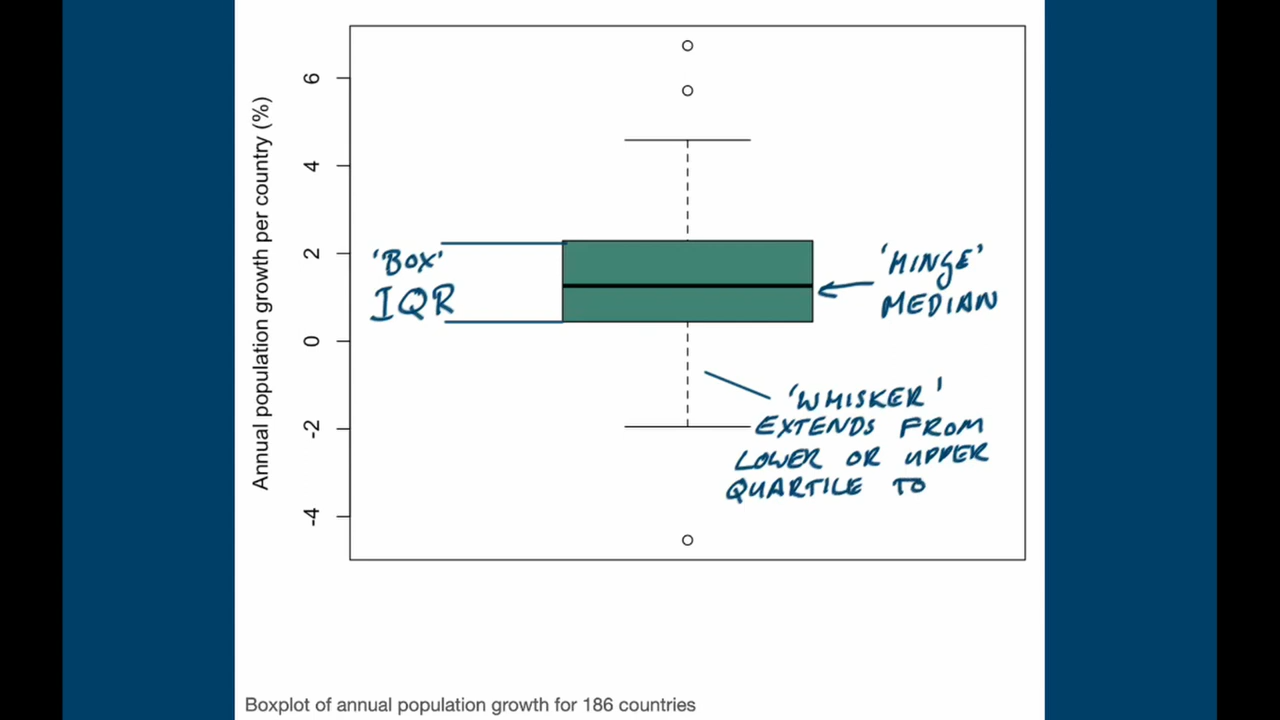 Annual population growth per country (%)
6
4
2
0
-2
-4
'BOX'
IQR
'HINGE'
MEDIAN
'WHISKER'
EXTENDS FROM
LOWER OR UPPER
QUARTILE TO
Boxplot of annual population growth for 186 countries